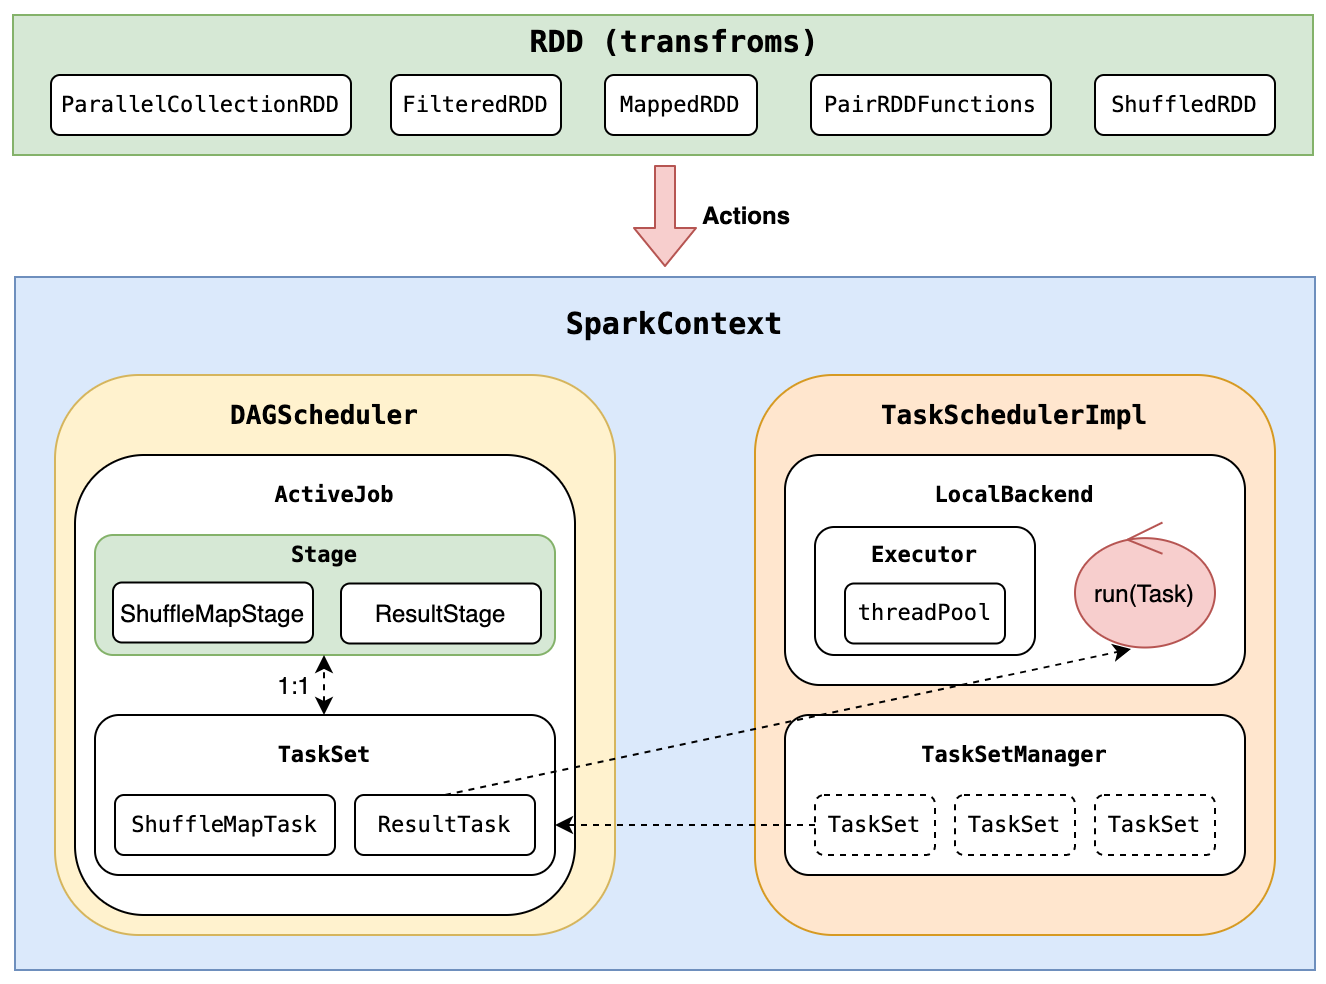 RDD (transfroms)
ParallelCollectionRDD
FilteredRDD
MappedRDD
PairRDDFunctions
ShuffledRDD
Actions
SparkContext
DAGScheduler
ActiveJob
Stage
ShuffleMapStage
ResultStage
1:1
TaskSet
ShuffleMapTask
ResultTask
TaskSchedulerImpl
LocalBackend
Executor
threadPool
run(Task)
TaskSetManager
TaskSet
TaskSet
TaskSet